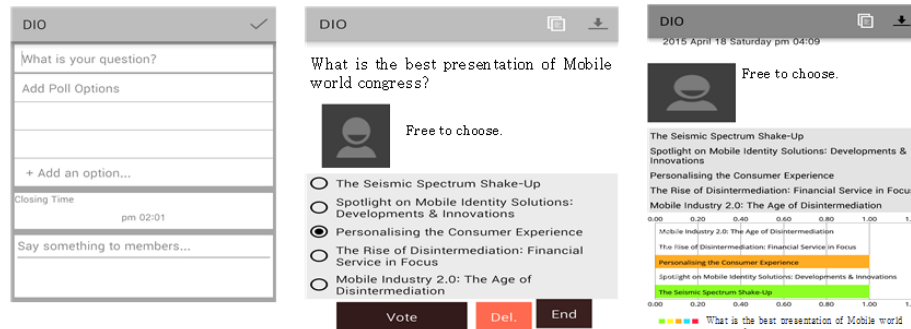 DIO
What is your question?
Add Poll Options
+ Add an option...
Closing Time
pm 02:01
Say something to members...
DIO
What is the best presentation of Mobile
world congress?
Free to choose.
The Seismic Spectrum Shake-Up
Spotlight on Mobile Identity Solutions:
Developments & Innovations
Personalising the Consumer Experience
The Rise of Disintermediation: Financial
Service in Focus
Mobile Industry 2.0: The Age of
Disintermediation
Vote Del. End
DIO
2015 April 18 Saturday pm 04:09
Free to choose.
The Seismic Spectrum Shake-Up
Spotlight on Mobile Identity Solutions: Developments &
Innovations
Personalising the Consumer Experience
The Rise of Disintermediation: Financial Service in Focus
Mobile Industry 2.0: The Age of Disintermediation
0.00 0.20 0.40 0.60 0.80 1.00
Mobile Industry 2.0: The Age of Disintermediation
The Rise of Disintermediation: Financial Service in Focus
Personalising the Consumer Experience
Spotlight on Mobile Identity Solutions: Developments & Innovations
The Seismic Spectrum Shake-Up
0.00 0.20 0.40 0.60 0.80 1.00
What is the best presentation of Mobile world